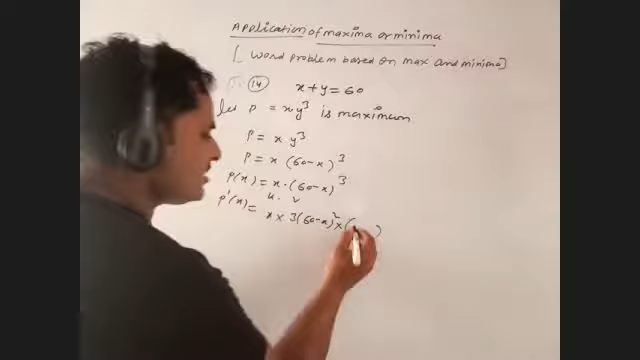 Application of maxima or minima
[ Word problem based on max and minima]
14 x + y = 60
let P = xy³ is maximum
P = x y³
P = x (60-x)³
P(x) = x · (60-x)³
u · v
P'(x) = x × 3(60-x)² × ( )